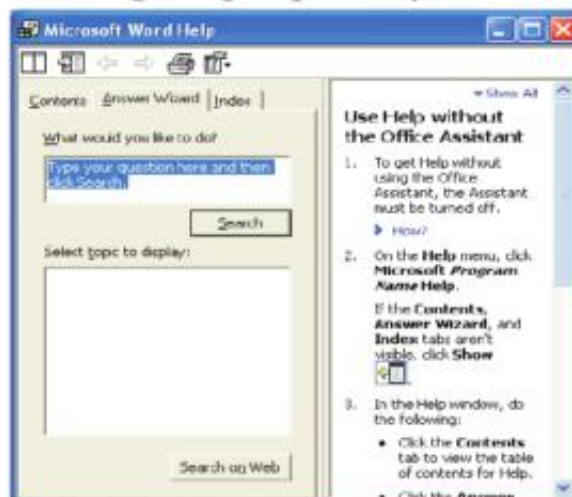 Microsoft Word Help
Contents Answer Wizard Index
What would you like to do?
Type your question here and then
click Search.
Search
Select topic to display:
Search on Web
Show All
Use Help without
the Office Assistant
1. To get Help without
using the Office
Assistant, the Assistant
must be turned off.
How?
2. On the Help menu, click
Microsoft Program
Name Help.
If the Contents,
Answer Wizard, and
Index tabs aren't
visible, click Show
3. In the Help window, do
the following:
• Click the Contents
tab to view the table
of contents for Help.
• Click the Answer